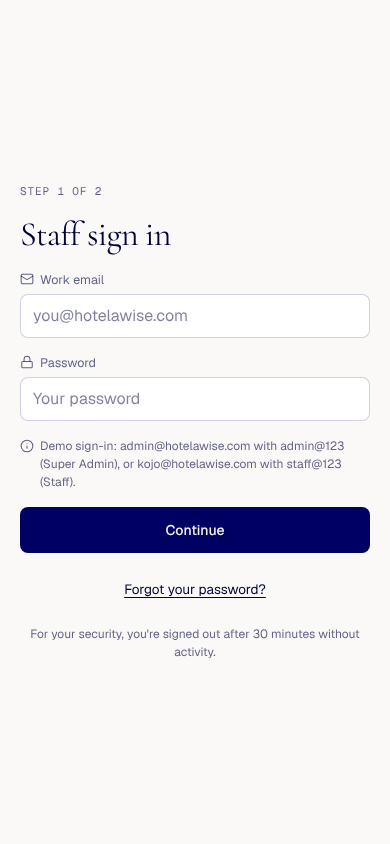 STEP 1 OF 2
Staff sign in
Work email
you@hotelawise.com
Password
Your password
Demo sign-in: admin@hotelawise.com with admin@123
(Super Admin), or kojo@hotelawise.com with staff@123
(Staff).
Continue
Forgot your password?
For your security, you're signed out after 30 minutes without
activity.